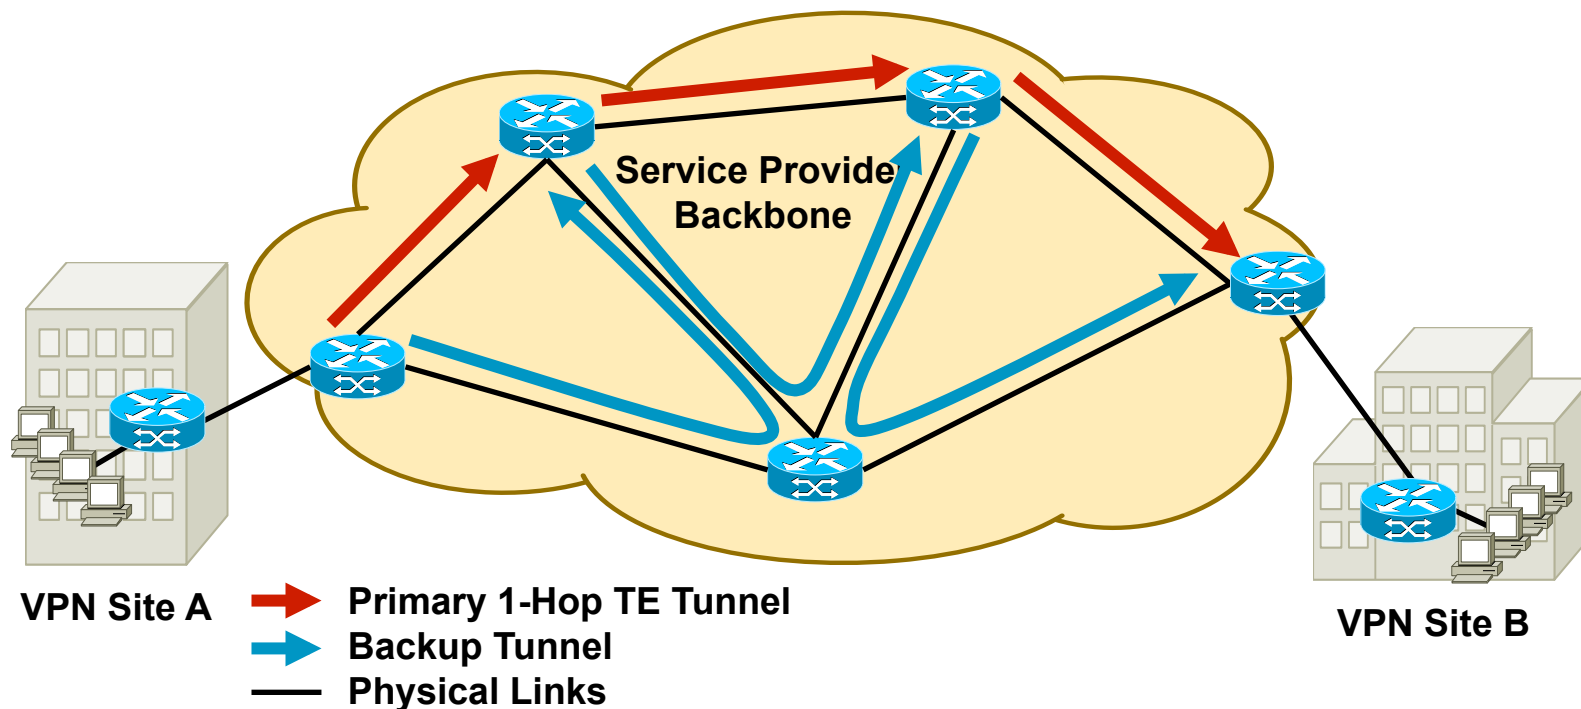 Service Provide
Backbone
VPN Site A
Primary 1-Hop TE Tunnel
Backup Tunnel
Physical Links
VPN Site B